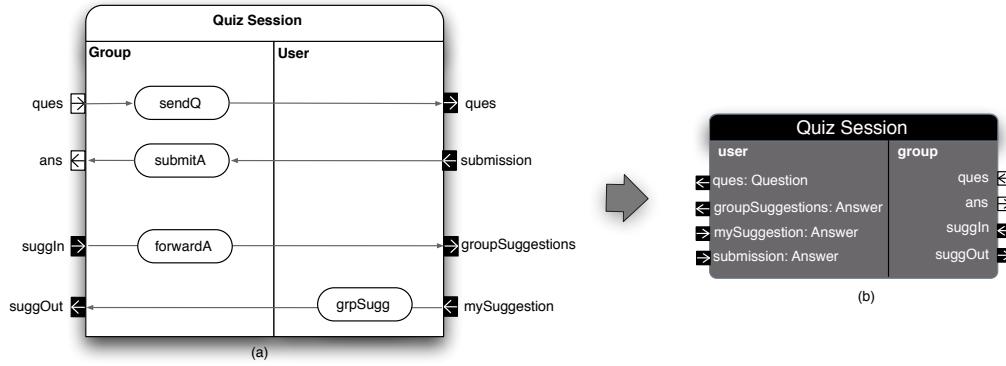 Quiz Session
Group User
ques sendQ ques
ans submitA submission
suggIn forwardA groupSuggestions
suggOut grpSugg mySuggestion
(a)
Quiz Session
user group
ques: Question ques
groupSuggestions: Answer ans
mySuggestion: Answer suggIn
submission: Answer suggOut
(b)